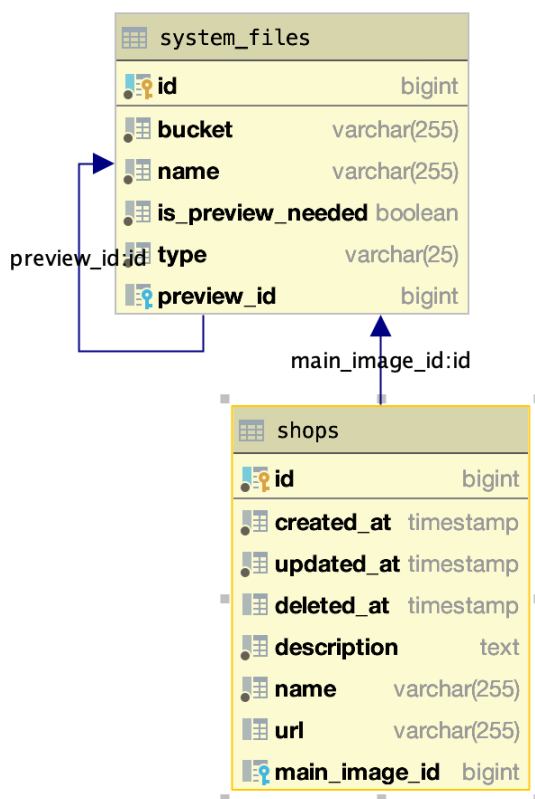 system_files
id bigint
bucket varchar(255)
name varchar(255)
is_preview_needed boolean
preview_id:id
type varchar(25)
preview_id bigint
main_image_id:id
shops
id bigint
created_at timestamp
updated_at timestamp
deleted_at timestamp
description text
name varchar(255)
url varchar(255)
main_image_id bigint